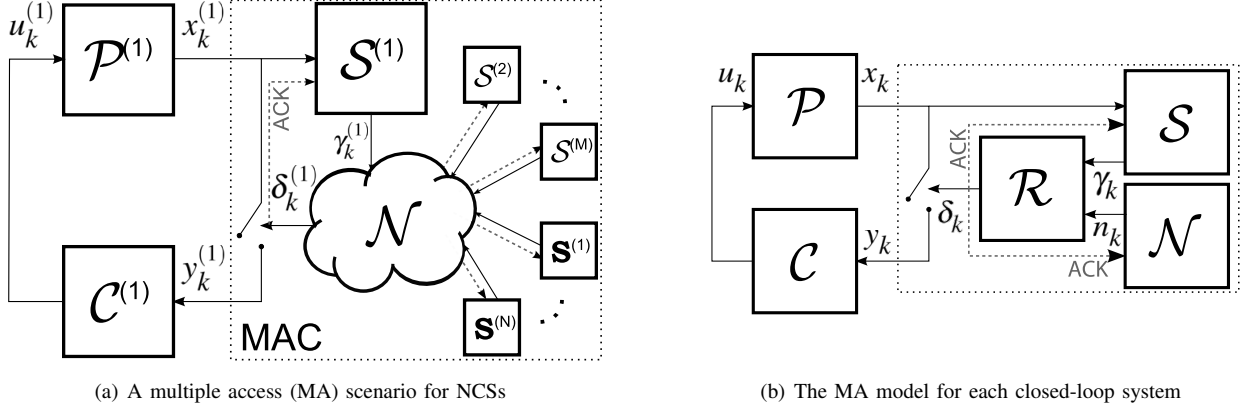 u_k^(1) x_k^(1)
P^(1) S^(1) S^(2)
ACK
γ_k^(1) S^(M)
δ_k^(1) N
S^(1)
y_k^(1)
C^(1) S^(N)
MAC
(a) A multiple access (MA) scenario for NCSs
u_k x_k
P S
ACK
R γ_k
δ_k n_k N
C y_k
ACK
(b) The MA model for each closed-loop system